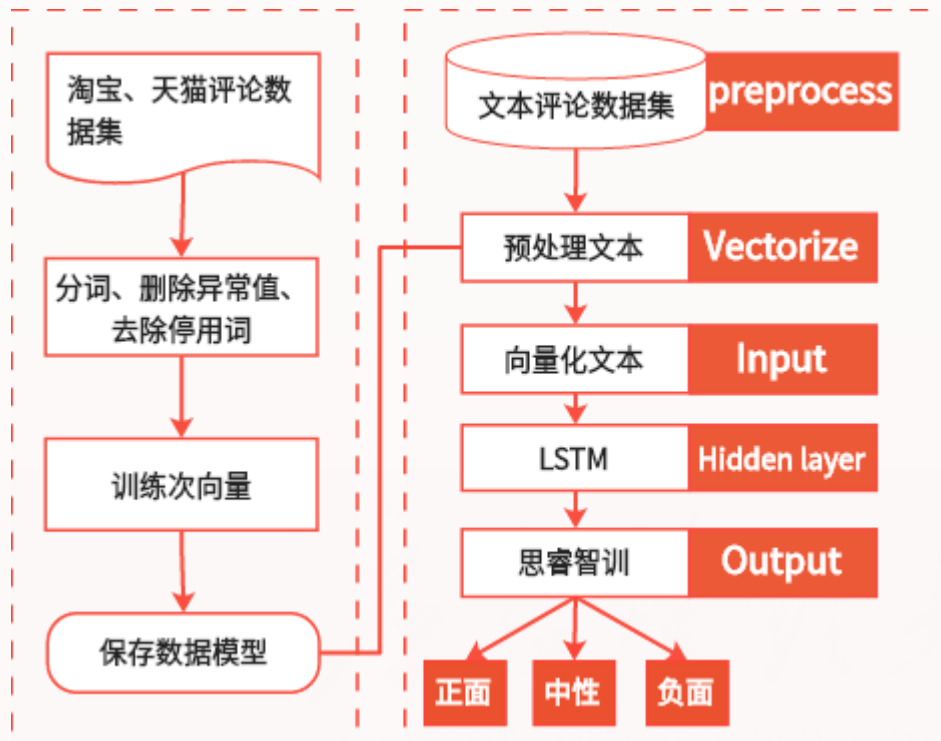 淘宝、天猫评论数
据集
分词、删除异常值、
去除停用词
训练次向量
保存数据模型
文本评论数据集
preprocess
预处理文本
Vectorize
向量化文本
Input
LSTM
Hidden layer
思睿智训
Output
正面
中性
负面